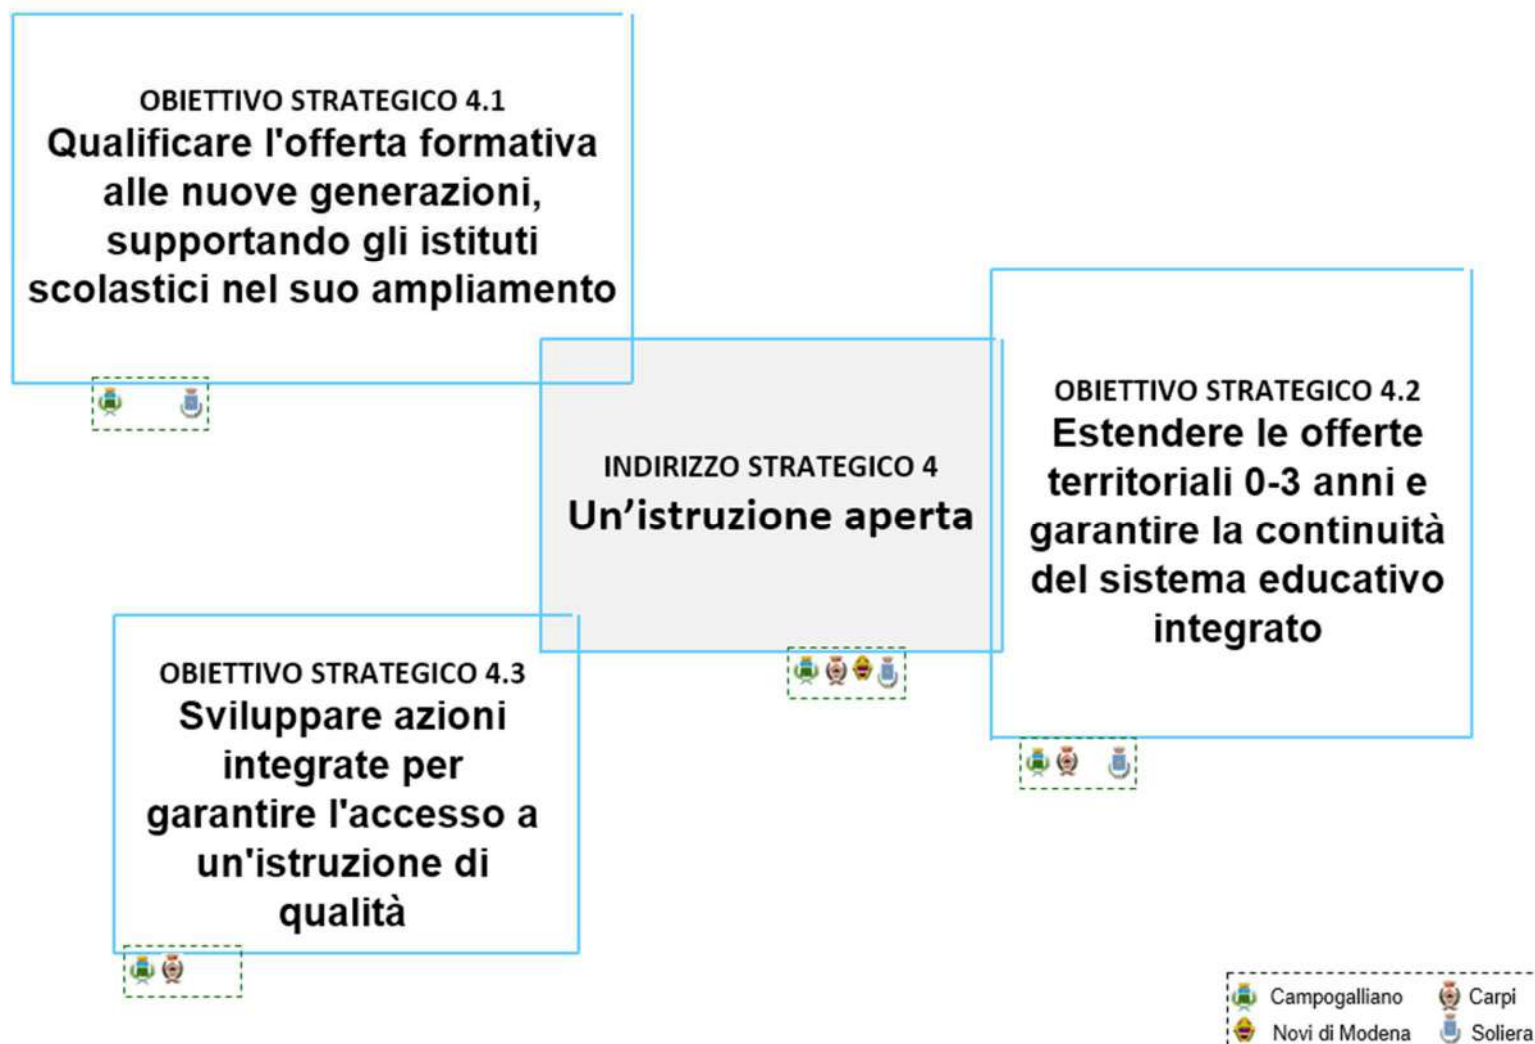 OBIETTIVO STRATEGICO 4.1
Qualificare l'offerta formativa
alle nuove generazioni,
supportando gli istituti
scolastici nel suo ampliamento
INDIRIZZO STRATEGICO 4
Un’istruzione aperta
OBIETTIVO STRATEGICO 4.2
Estendere le offerte
territoriali 0-3 anni e
garantire la continuità
del sistema educativo
integrato
OBIETTIVO STRATEGICO 4.3
Sviluppare azioni
integrate per
garantire l'accesso a
un'istruzione di
qualità
Campogalliano Carpi
Novi di Modena Soliera